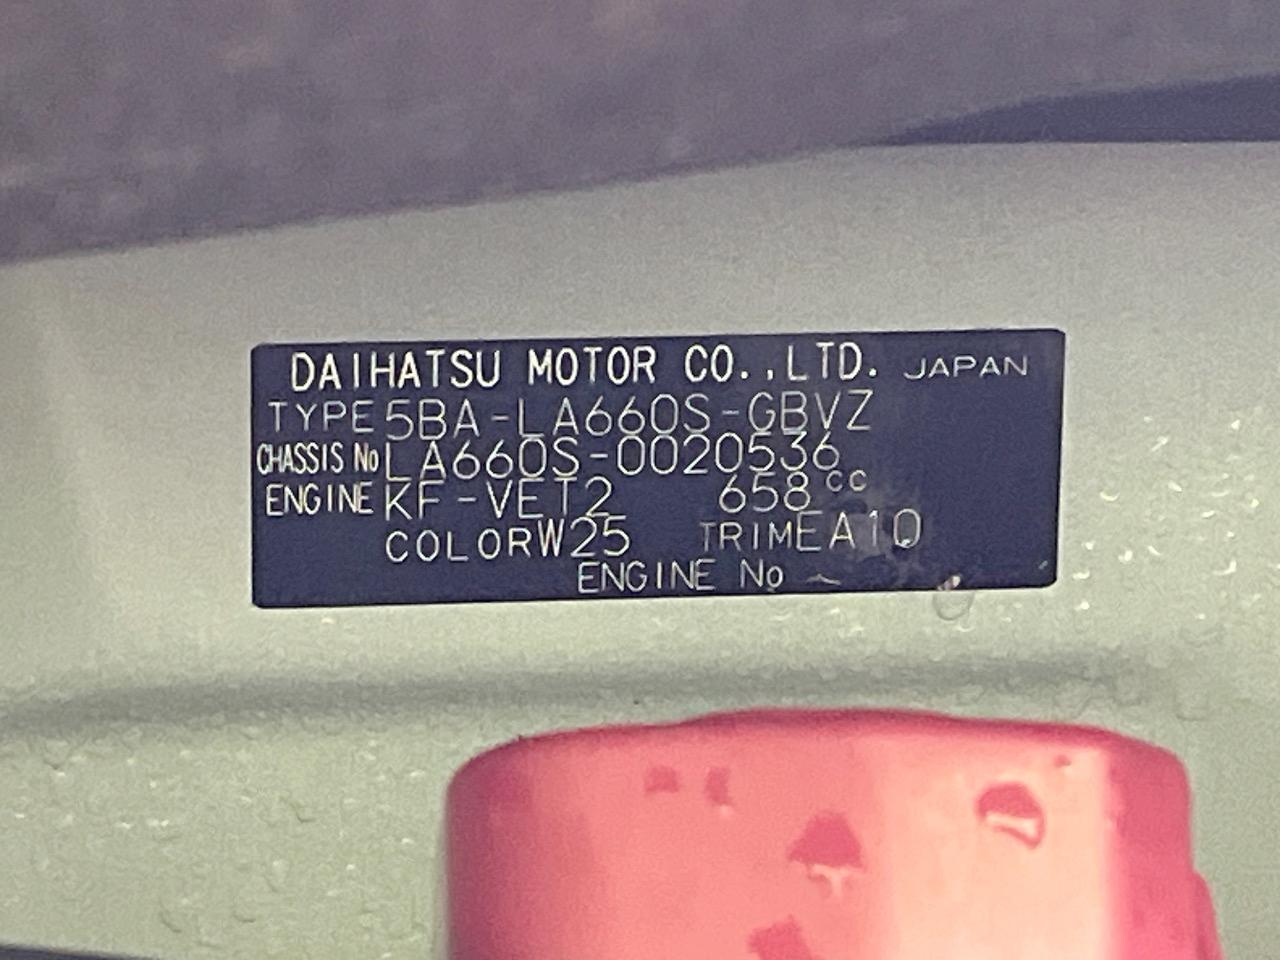 DAIHATSU MOTOR CO.,LTD. JAPAN
TYPE 5BA-LA660S-GBVZ
CHASSIS No LA660S-0020536
ENGINE KF-VET2 658cc
COLOR W25 TRIM EA10
ENGINE No